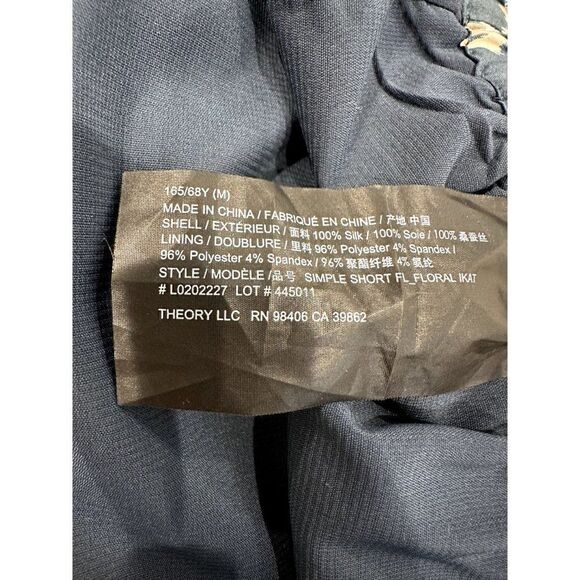 165/68Y (M)
MADE IN CHINA / FABRIQUÉ EN CHINE / 产地 中国
SHELL / EXTÉRIEUR / 面料 100% Silk / 100% Soie / 100% 桑蚕丝
LINING / DOUBLURE / 里料 96% Polyester 4% Spandex /
96% Polyester 4% Spandex / 96% 聚酯纤维 4% 氨纶
STYLE / MODÈLE / 品号 SIMPLE SHORT FL_FLORAL IKAT
# L0202227 LOT # 445011
THEORY LLC RN 98406 CA 39662